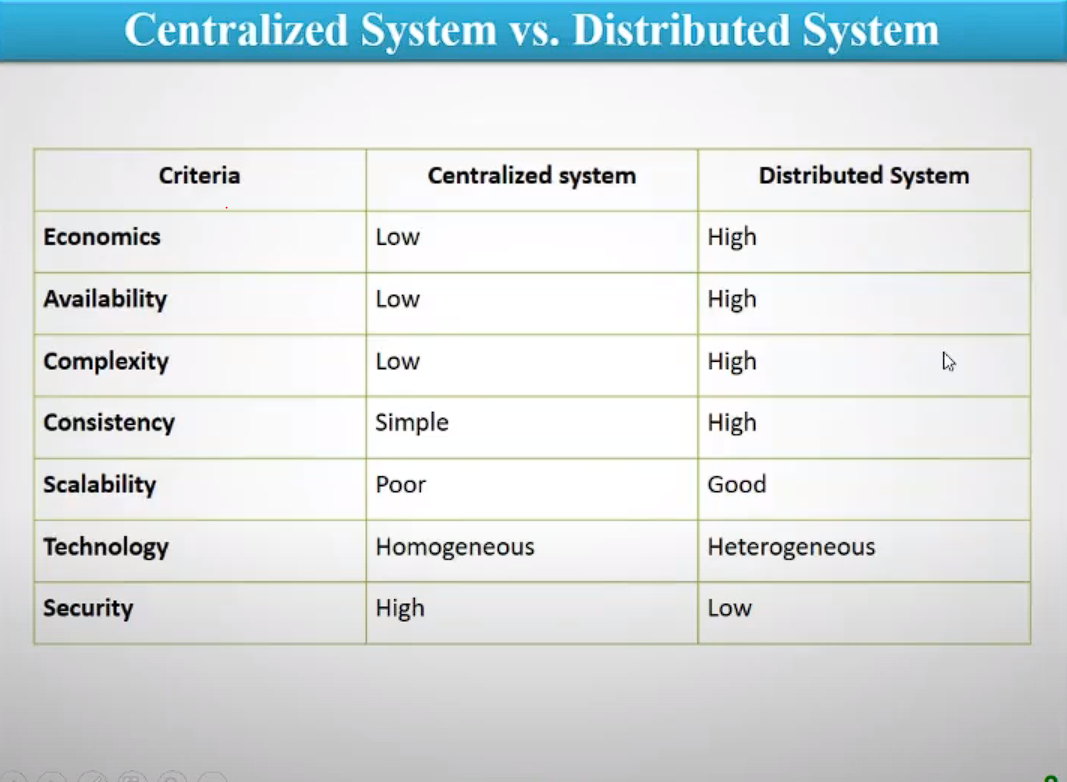 Centralized System vs. Distributed System
Criteria Centralized system Distributed System
Economics Low High
Availability Low High
Complexity Low High
Consistency Simple High
Scalability Poor Good
Technology Homogeneous Heterogeneous
Security High Low